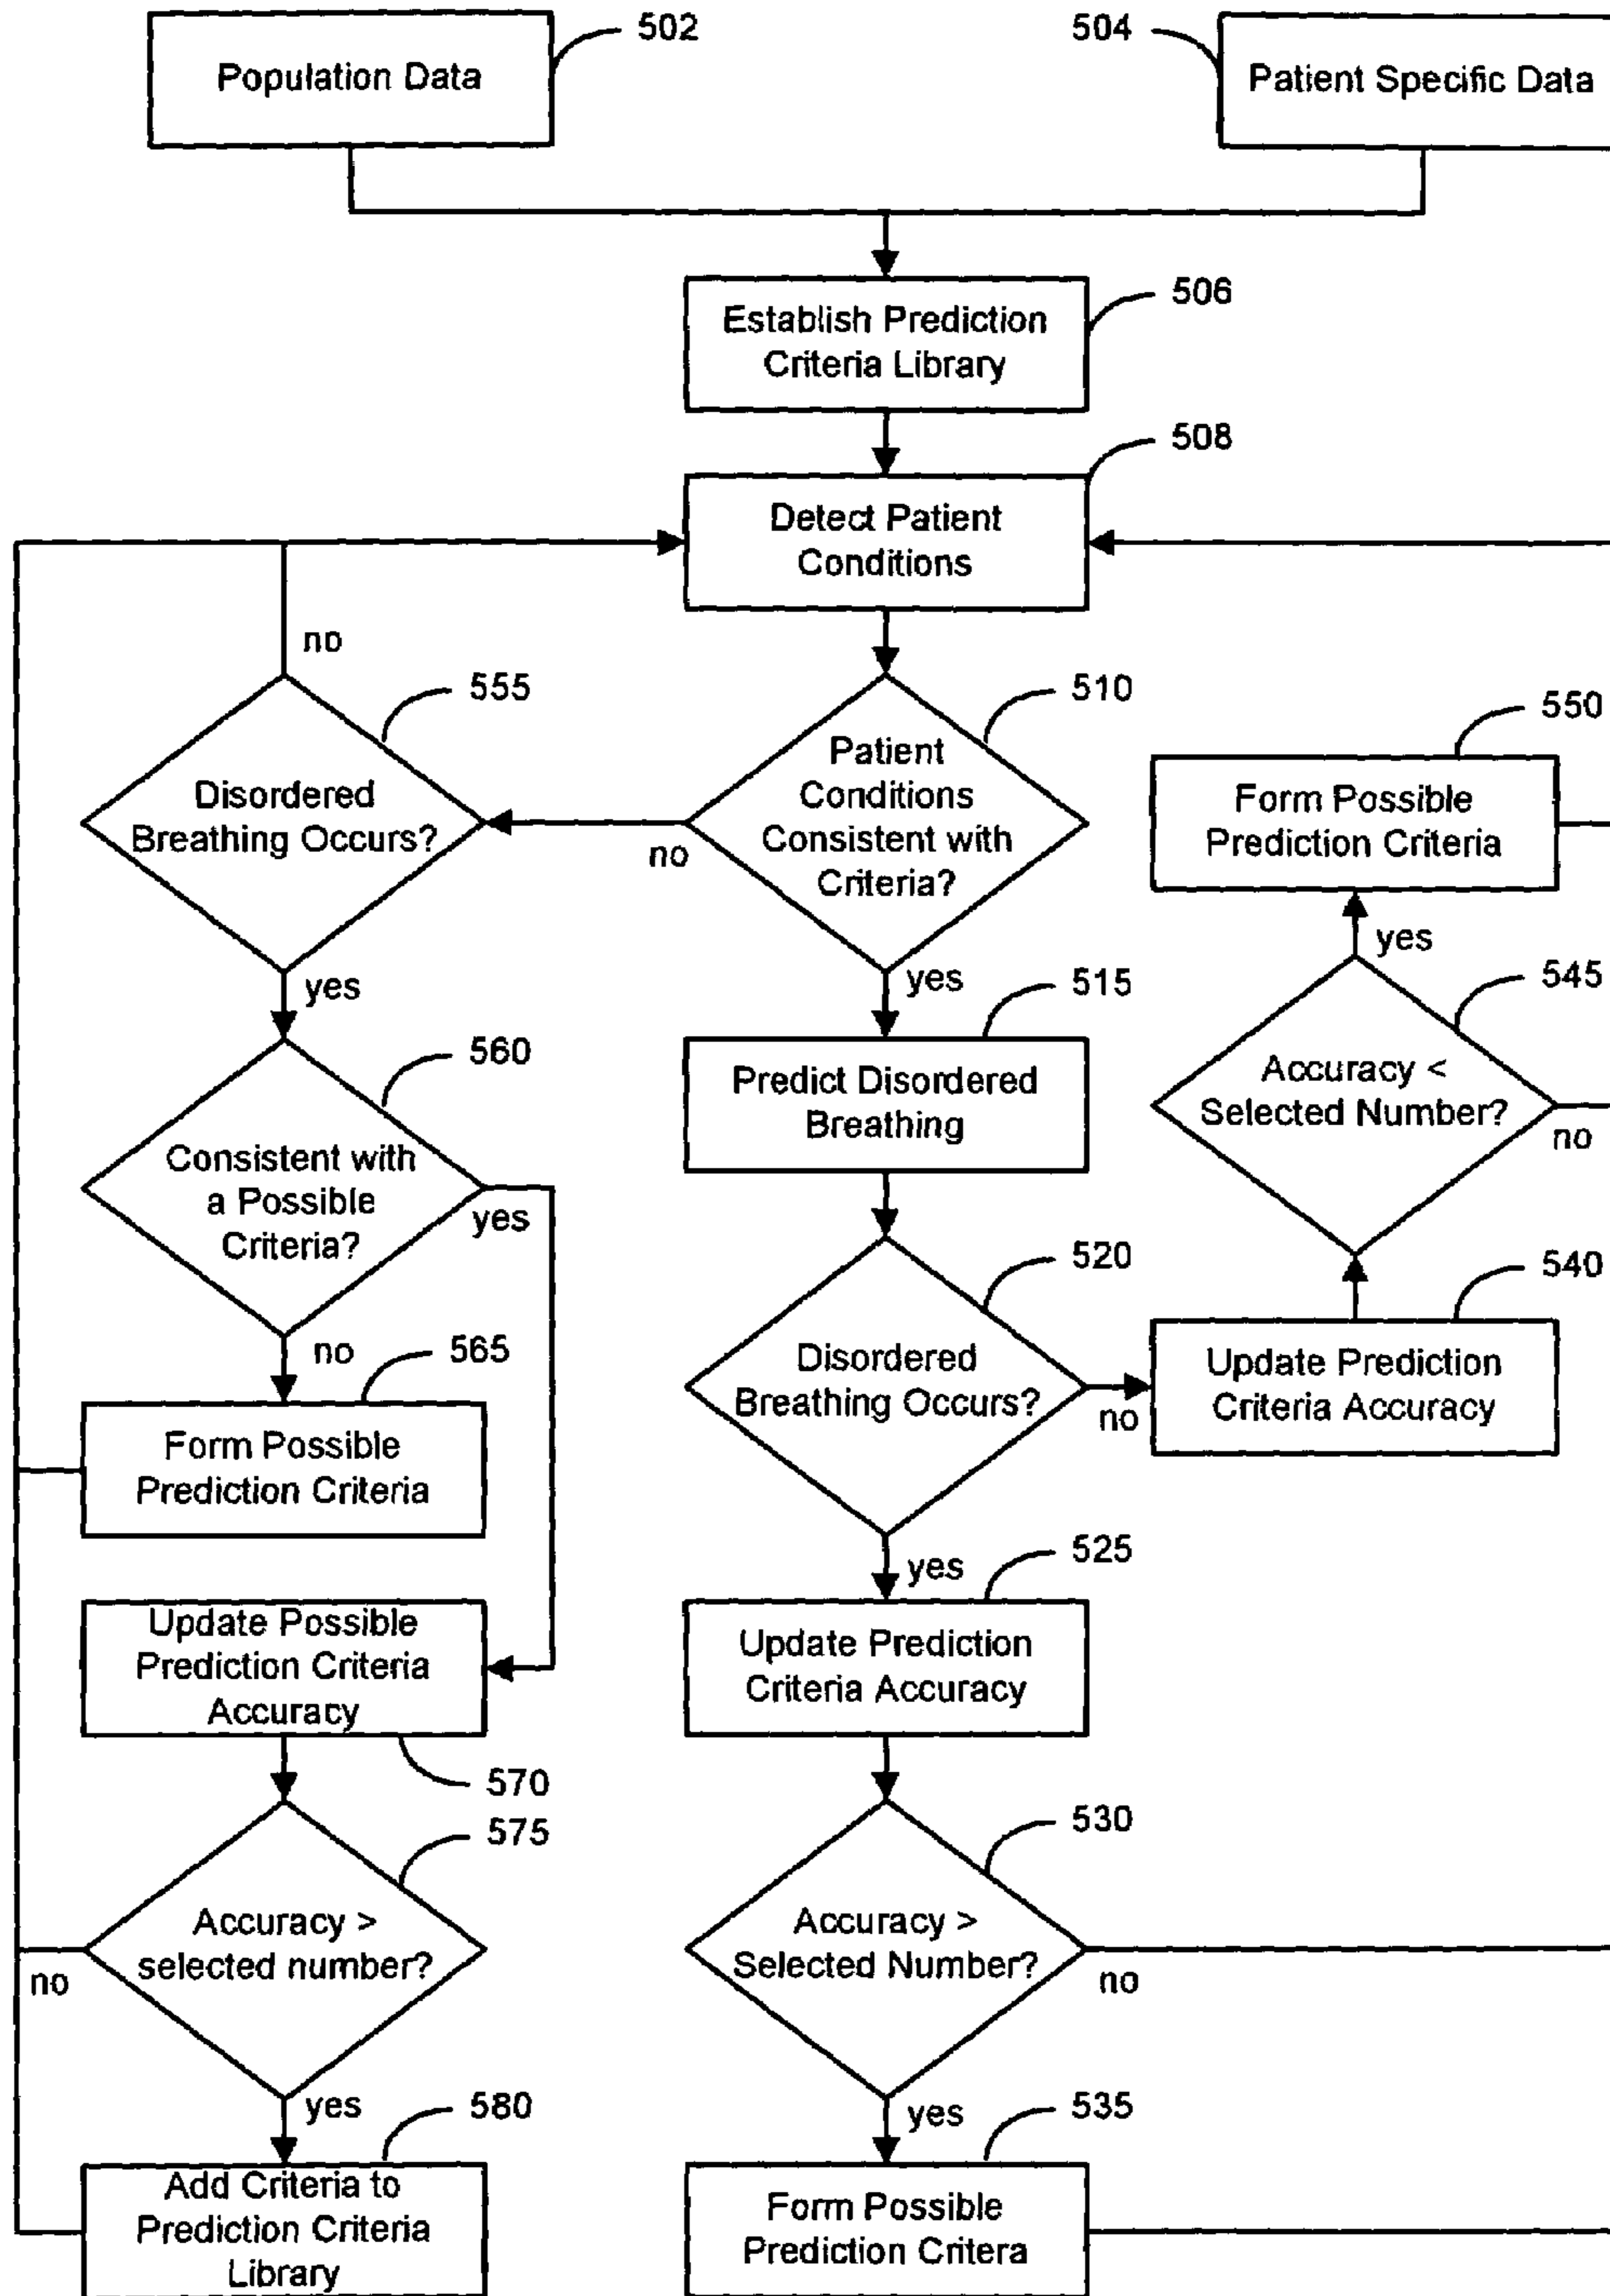 502
504
Population Data
Patient Specific Data
506
Establish Prediction
Criteria Library
508
Detect Patient
Conditions
no
555
510
550
Disordered
Breathing Occurs?
no
Patient
Conditions
Consistent with
Criteria?
Form Possible
Prediction Criteria
yes
yes
yes
515
545
560
Predict Disordered
Breathing
Accuracy <
Selected Number?
no
Consistent with
a Possible
Criteria?
yes
520
540
no
565
Disordered
Breathing Occurs?
no
Update Prediction
Criteria Accuracy
Form Possible
Prediction Criteria
yes
525
Update Possible
Prediction Criteria
Accuracy
Update Prediction
Criteria Accuracy
570
575
530
Accuracy >
selected number?
no
Accuracy >
Selected Number?
no
yes
580
yes
535
Add Criteria to
Prediction Criteria
Library
Form Possible
Prediction Critera